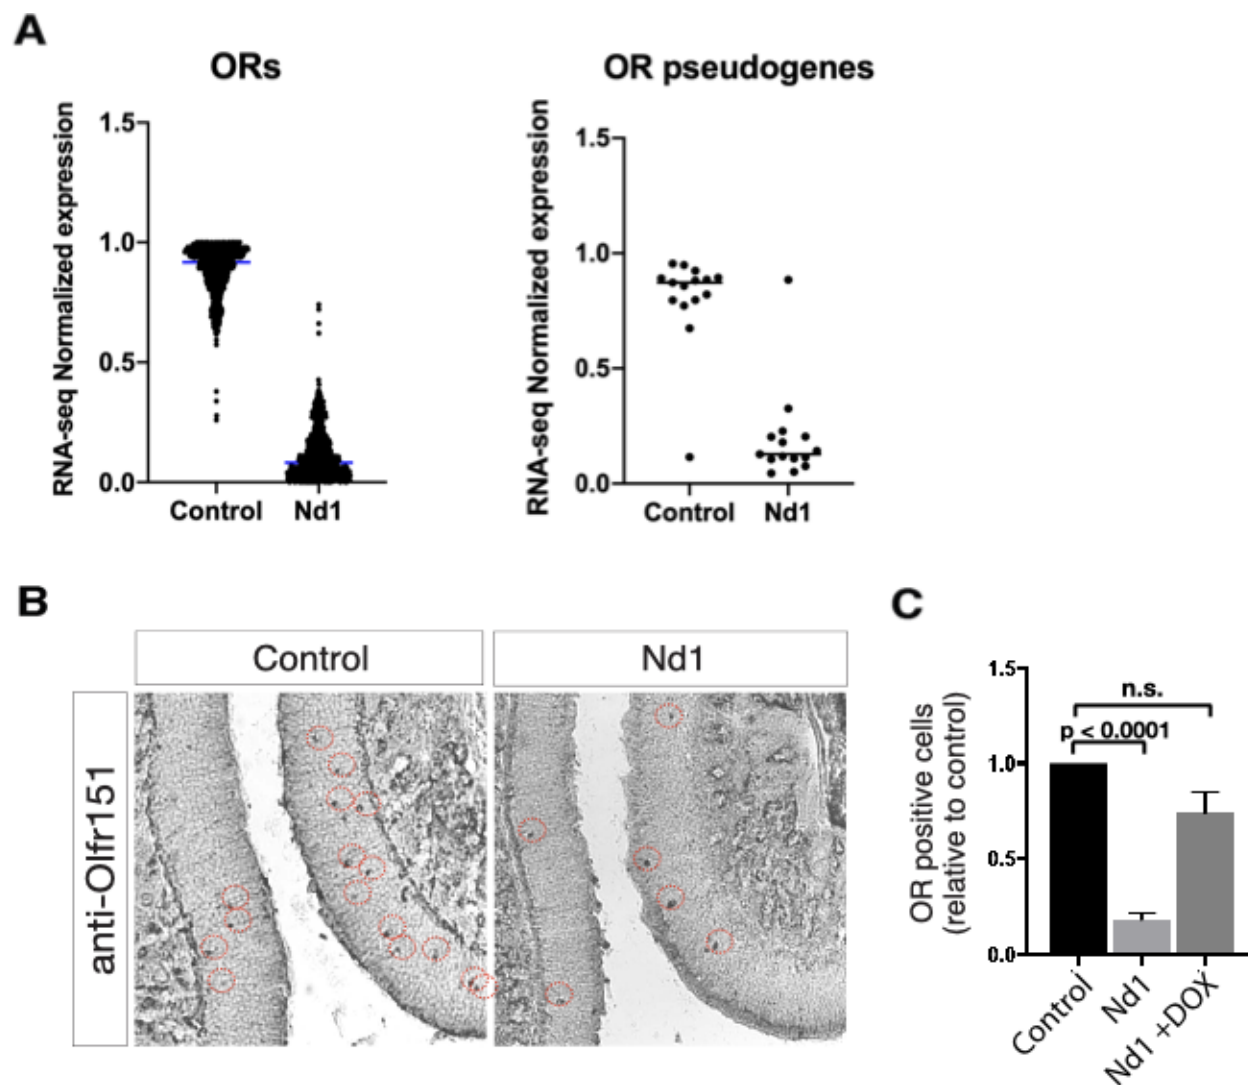 A
ORs
RNA-seq Normalized expression
1.5
1.0
0.5
0.0
Control Nd1
OR pseudogenes
RNA-seq Normalized expression
1.5
1.0
0.5
0.0
Control Nd1
B
Control
Nd1
anti-Olfr151
C
OR positive cells
(relative to control)
1.5
1.0
0.5
0.0
n.s.
p < 0.0001
Control
Nd1
Nd1 +DOX